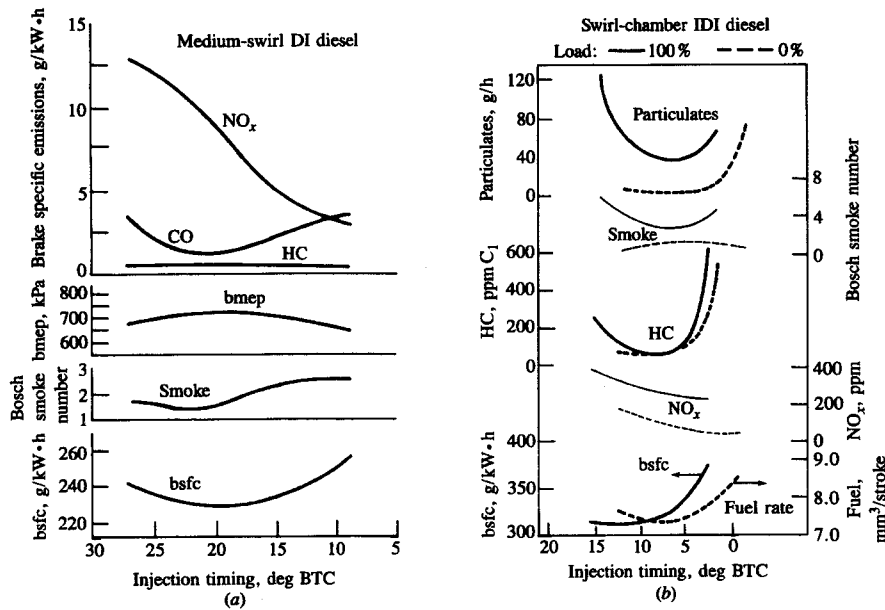 Medium-swirl DI diesel
Brake specific emissions, g/kW•h
15
10
5
0
NOₓ
CO
HC
bmep, kPa
800
700
600
bmep
Bosch
smoke
number
3
2
1
Smoke
bsfc, g/kW•h
260
240
220
bsfc
30 25 20 15 10 5
Injection timing, deg BTC
(a)
Swirl-chamber IDI diesel
Load: 100% 0%
Particulates, g/h
120
80
40
0
Particulates
Bosch smoke number
8
4
0
Smoke
HC, ppm C₁
600
400
200
0
HC
NOₓ, ppm
400
200
0
NOₓ
bsfc, g/kW•h
400
350
300
bsfc
Fuel rate
Fuel,
mm³/stroke
9.0
8.0
7.0
20 15 10 5 0
Injection timing, deg BTC
(b)